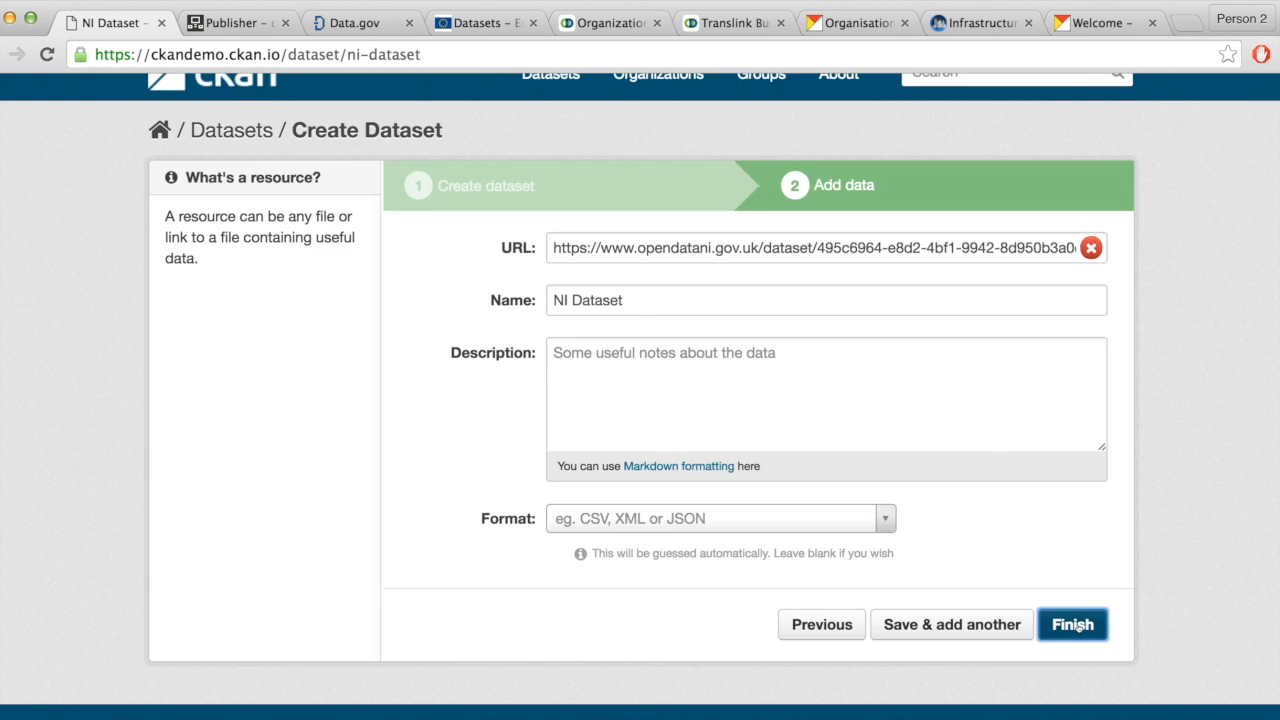 NI Dataset –
Publisher –
Data.gov
Datasets –
Organization
Translink Bu
Organisation
Infrastructur
Welcome –
Person 2
https://ckandemo.ckan.io/dataset/ni-dataset
ckan
Datasets
Organizations
Groups
About
Search
/ Datasets / Create Dataset
What's a resource?
A resource can be any file or
link to a file containing useful
data.
1 Create dataset
2 Add data
URL: https://www.opendatani.gov.uk/dataset/495c6964-e8d2-4bf1-9942-8d950b3a0
Name: NI Dataset
Description: Some useful notes about the data
You can use Markdown formatting here
Format: eg. CSV, XML or JSON
This will be guessed automatically. Leave blank if you wish
Previous
Save & add another
Finish